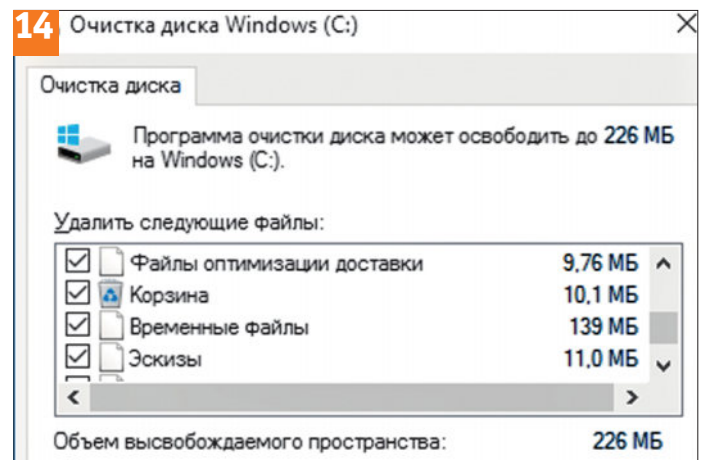 14
Очистка диска Windows (C:)
Очистка диска
Программа очистки диска может освободить до 226 МБ
на Windows (C:).
Удалить следующие файлы:
Файлы оптимизации доставки 9,76 МБ
Корзина 10,1 МБ
Временные файлы 139 МБ
Эскизы 11,0 МБ
Объем высвобождаемого пространства: 226 МБ